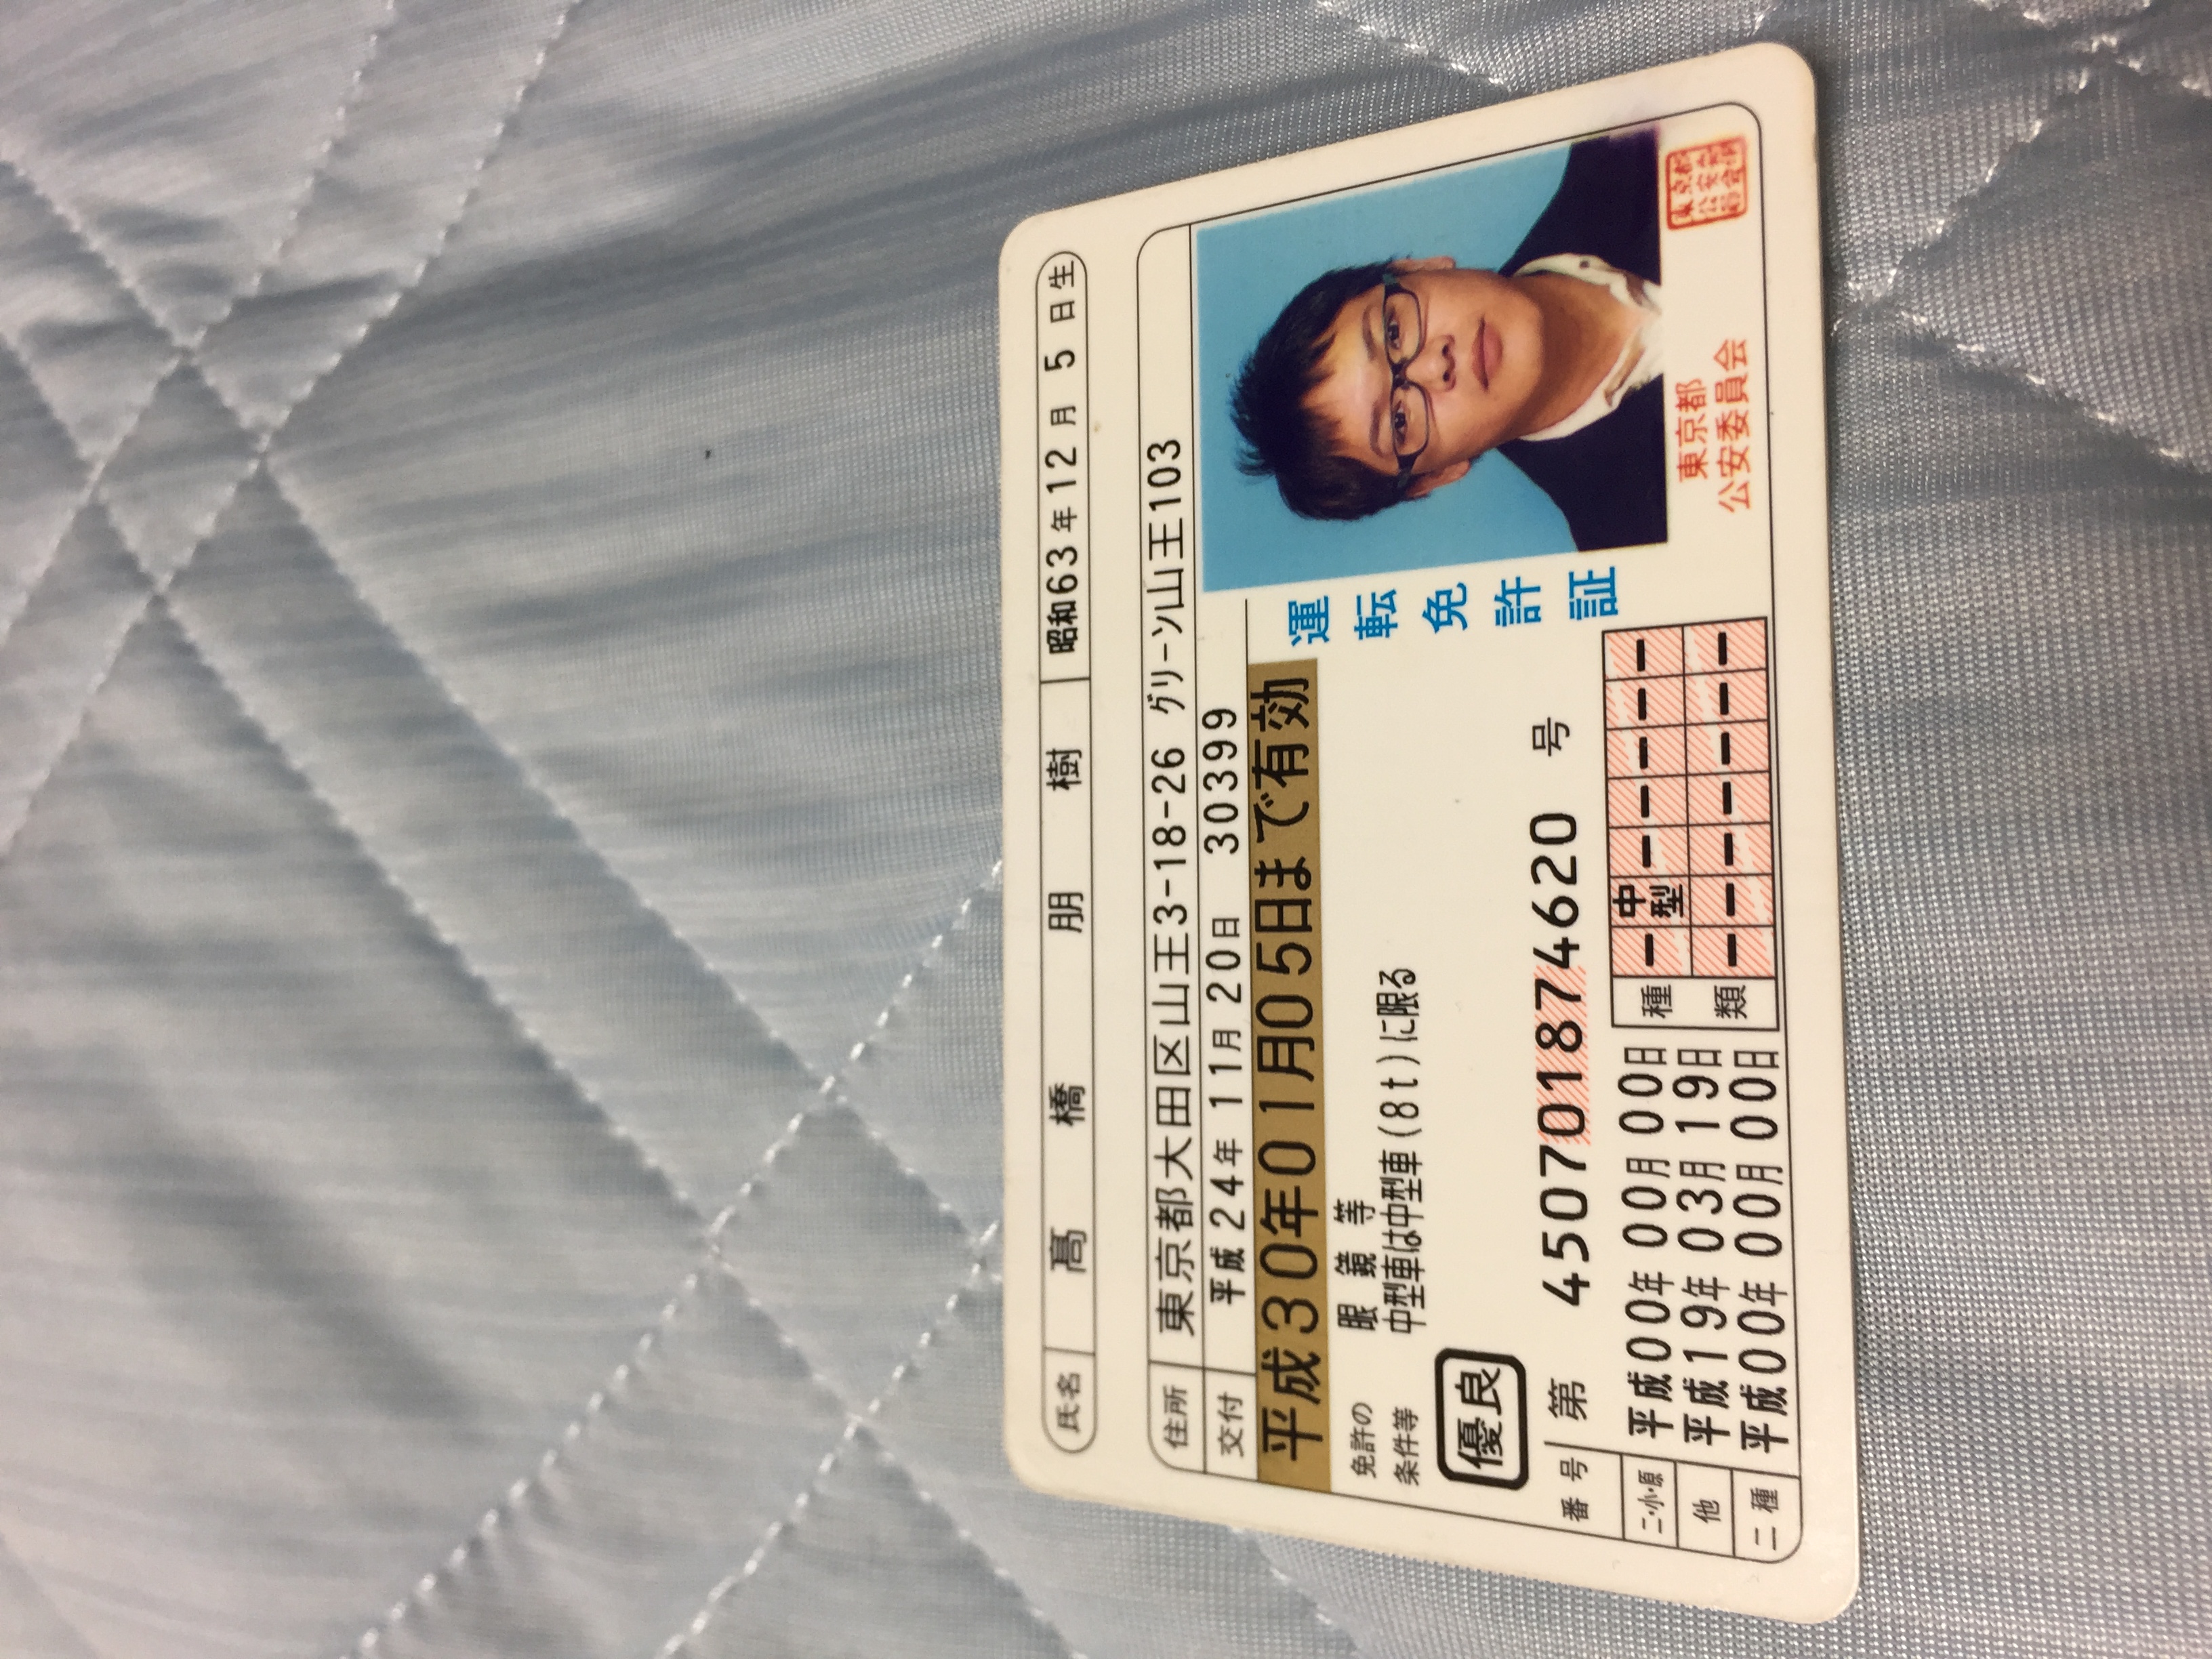 氏名 髙橋 朋樹 昭和63年12月5日生
住所 東京都大田区山王3-18-26 グリーン山王103
交付 平成24年11月20日 30399
平成30年01月05日まで有効
免許の条件等 眼鏡等
中型車は中型車(8t)に限る
優良
番号 第 450701874620 号
二・小・原 平成00年00月00日
他 平成19年03月19日
二種 平成00年00月00日
種類 ー 中型 ー ー ー ー ー
ー ー ー ー ー ー ー
運転免許証
東京都
公安委員会